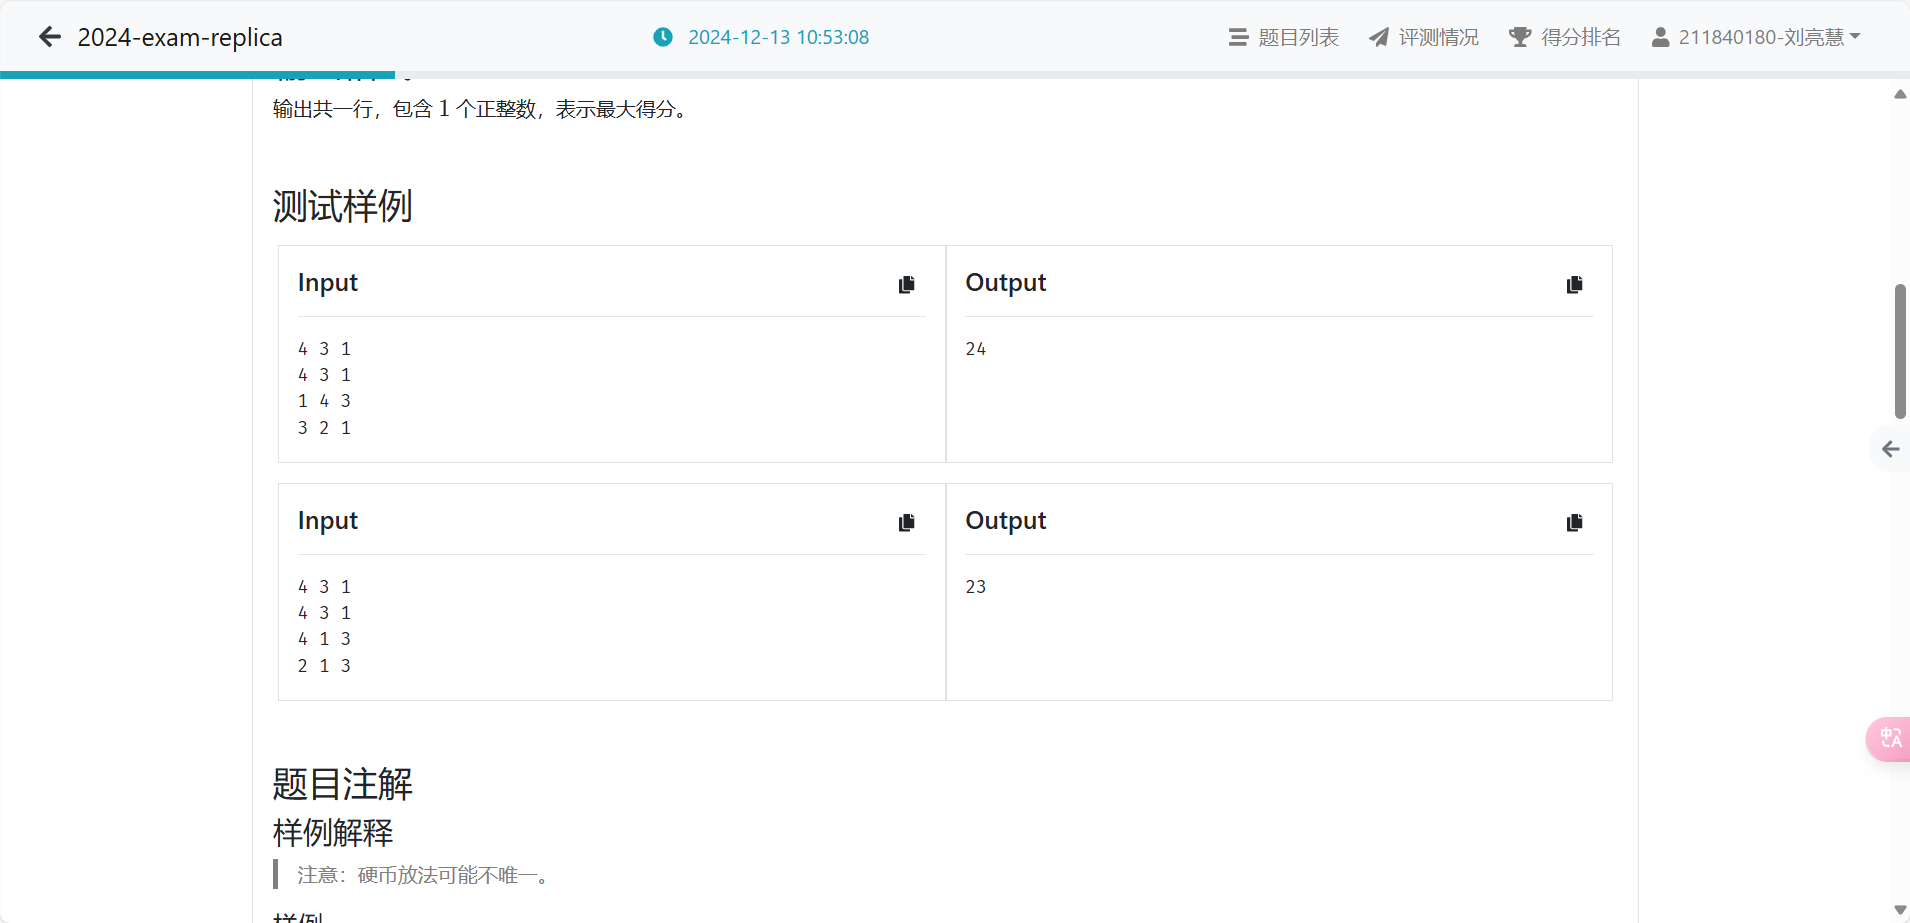 2024-exam-replica
2024-12-13 10:53:08
题目列表
评测情况
得分排名
211840180-刘亮慧
输出共一行，包含 1 个正整数，表示最大得分。
测试样例
Input
Output
4 3 1
4 3 1
1 4 3
3 2 1
24
Input
Output
4 3 1
4 3 1
4 1 3
2 1 3
23
题目注解
样例解释
注意：硬币放法可能不唯一。
样例